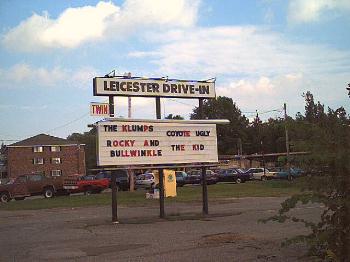 LEICESTER DRIVE-IN
TWIN
THE KLUMPS COYOTE UGLY
ROCKY AND
BULLWINKLE THE KID